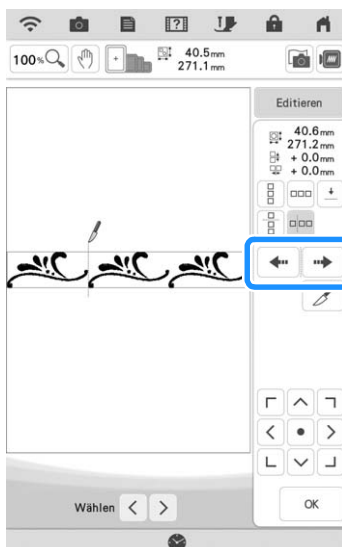 100%
40.5mm
271.1mm
Editieren
40.6mm
271.2mm
+ 0.0mm
+ 0.0mm
Wählen
OK